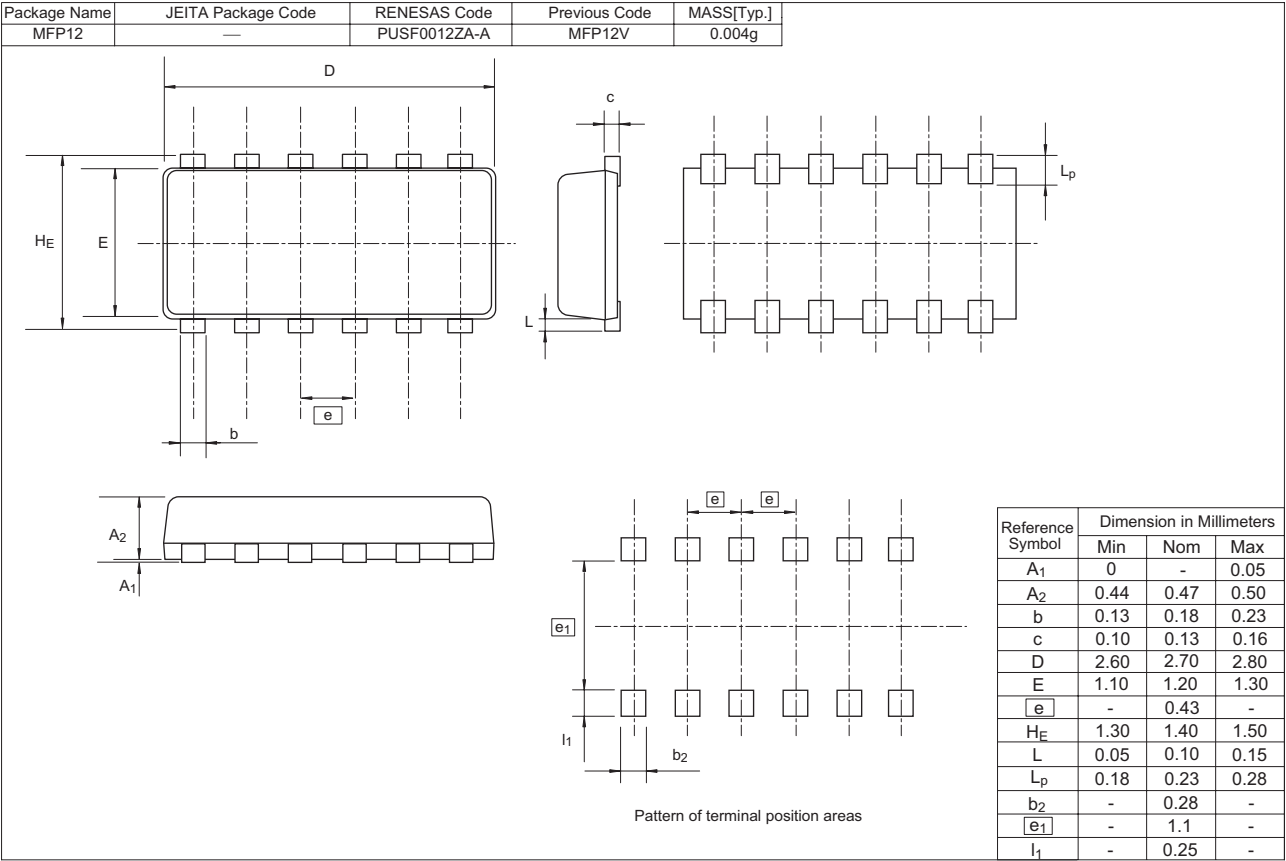 Package Name JEITA Package Code RENESAS Code Previous Code MASS[Typ.]
MFP12 — PUSF0012ZA-A MFP12V 0.004g
D
c
Lp
HE
E
L
e
b
A2
A1
e e
e1
l1
b2
Pattern of terminal position areas
Reference Symbol Dimension in Millimeters
Min Nom Max
A1 0 - 0.05
A2 0.44 0.47 0.50
b 0.13 0.18 0.23
c 0.10 0.13 0.16
D 2.60 2.70 2.80
E 1.10 1.20 1.30
e - 0.43 -
HE 1.30 1.40 1.50
L 0.05 0.10 0.15
Lp 0.18 0.23 0.28
b2 - 0.28 -
e1 - 1.1 -
l1 - 0.25 -